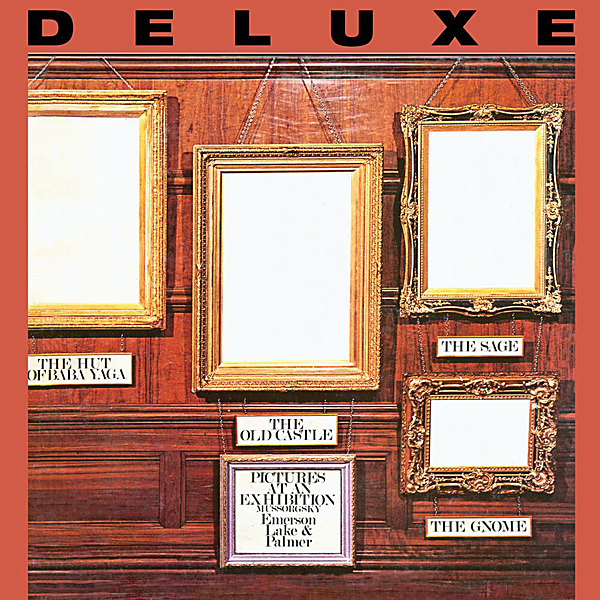 DELUXE
THE HUT
OF BABA YAGA
THE
OLD CASTLE
THE SAGE
PICTURES
AT AN
EXHIBITION
MUSSORGSKY
Emerson
Lake &
Palmer
THE GNOME